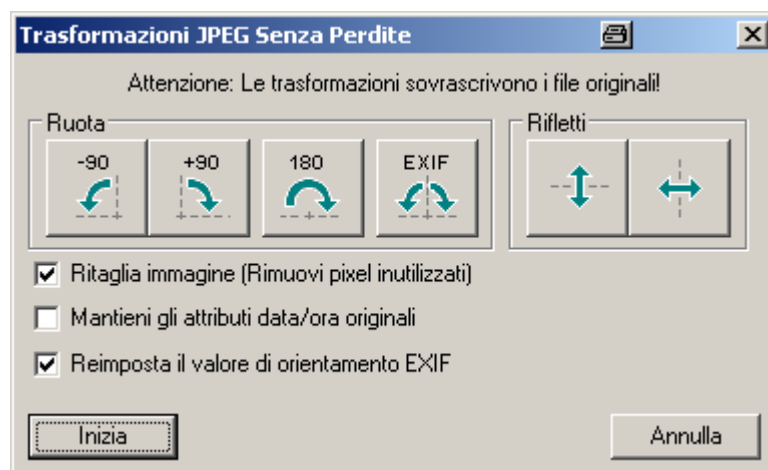 Trasformazioni JPEG Senza Perdite
Attenzione: Le trasformazioni sovrascrivono i file originali!
Ruota
Rifletti
-90
+90
180
EXIF
Ritaglia immagine (Rimuovi pixel inutilizzati)
Mantieni gli attributi data/ora originali
Reimposta il valore di orientamento EXIF
Inizia
Annulla